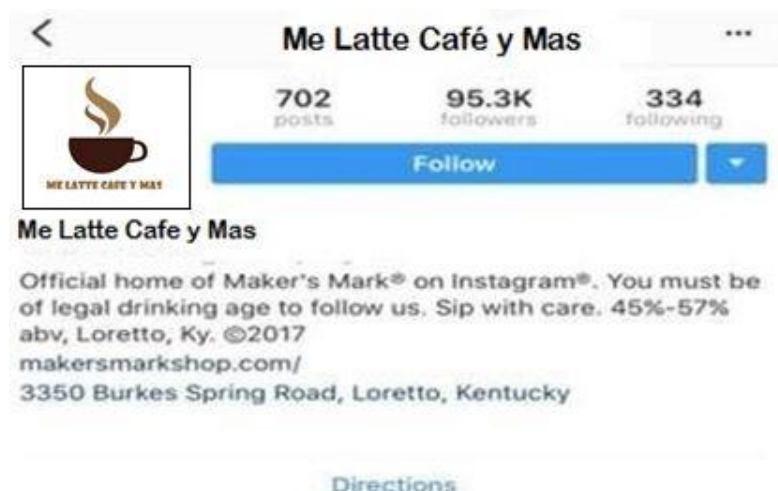 Me Latte Café y Mas
702 95.3K 334
posts followers following
Follow
ME LATTE CAFE Y MAS
Me Latte Cafe y Mas
Official home of Maker's Mark® on Instagram®. You must be
of legal drinking age to follow us. Sip with care. 45%-57%
abv, Loretto, Ky. ©2017
makersmarkshop.com/
3350 Burkes Spring Road, Loretto, Kentucky
Directions